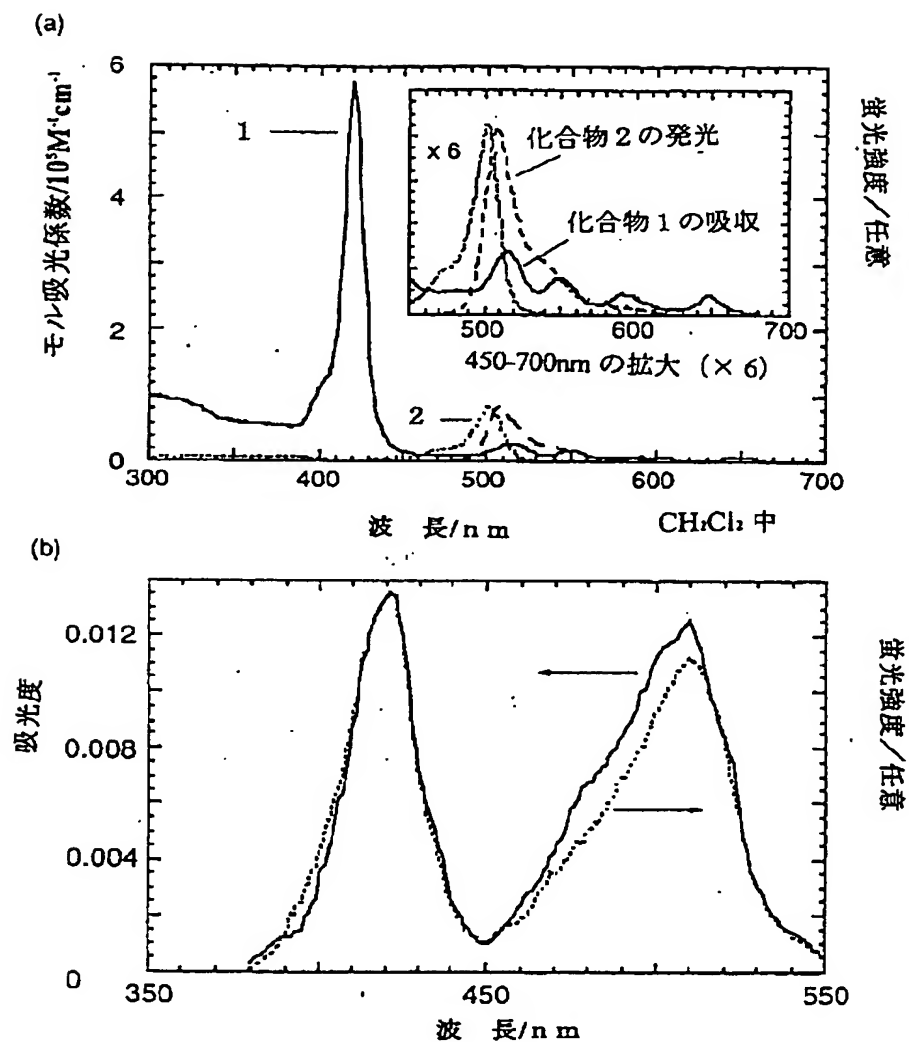 (a)
モル吸光係数/10⁵M⁻¹cm⁻¹
6
4
2
0
1
2
×6
化合物2の発光
化合物1の吸収
500
600
700
450-700nm の拡大 (×6)
蛍光強度/任意
300
400
500
600
700
波 長/nm
CH₂Cl₂ 中
(b)
吸光度
0.012
0.008
0.004
0
蛍光強度/任意
350
450
550
波 長/nm